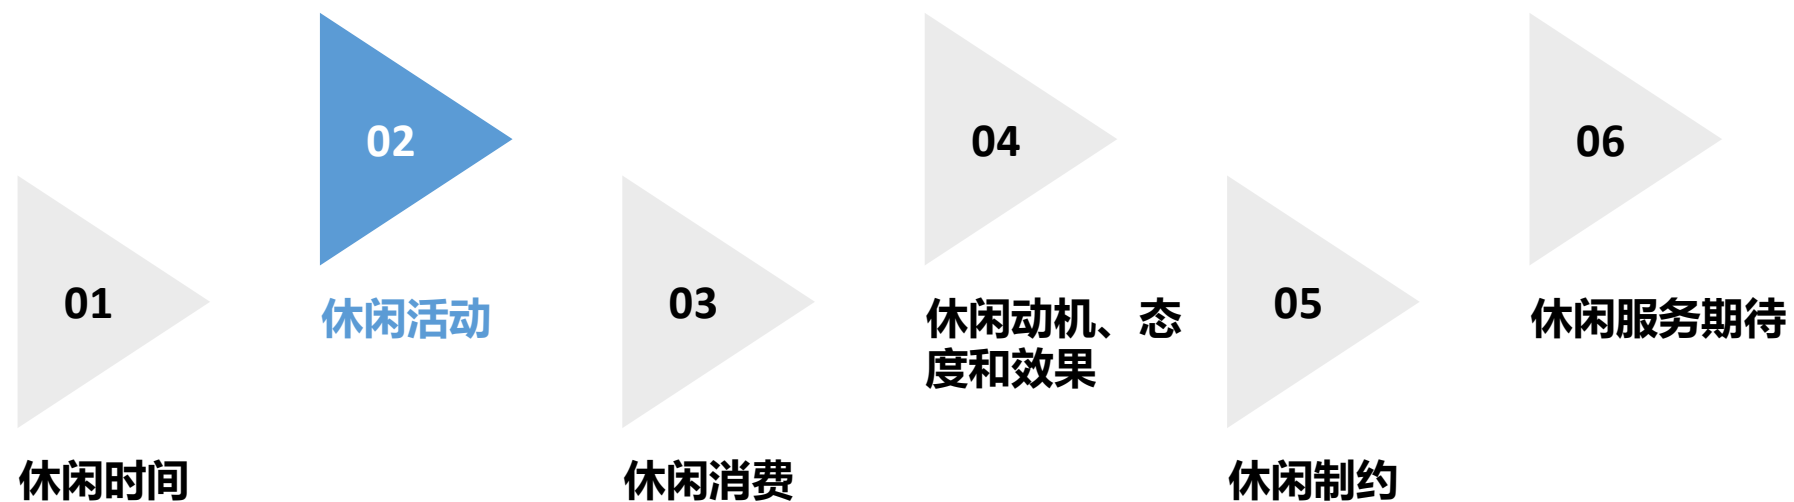 01
休闲时间
02
休闲活动
03
休闲消费
04
休闲动机、态
度和效果
05
休闲制约
06
休闲服务期待